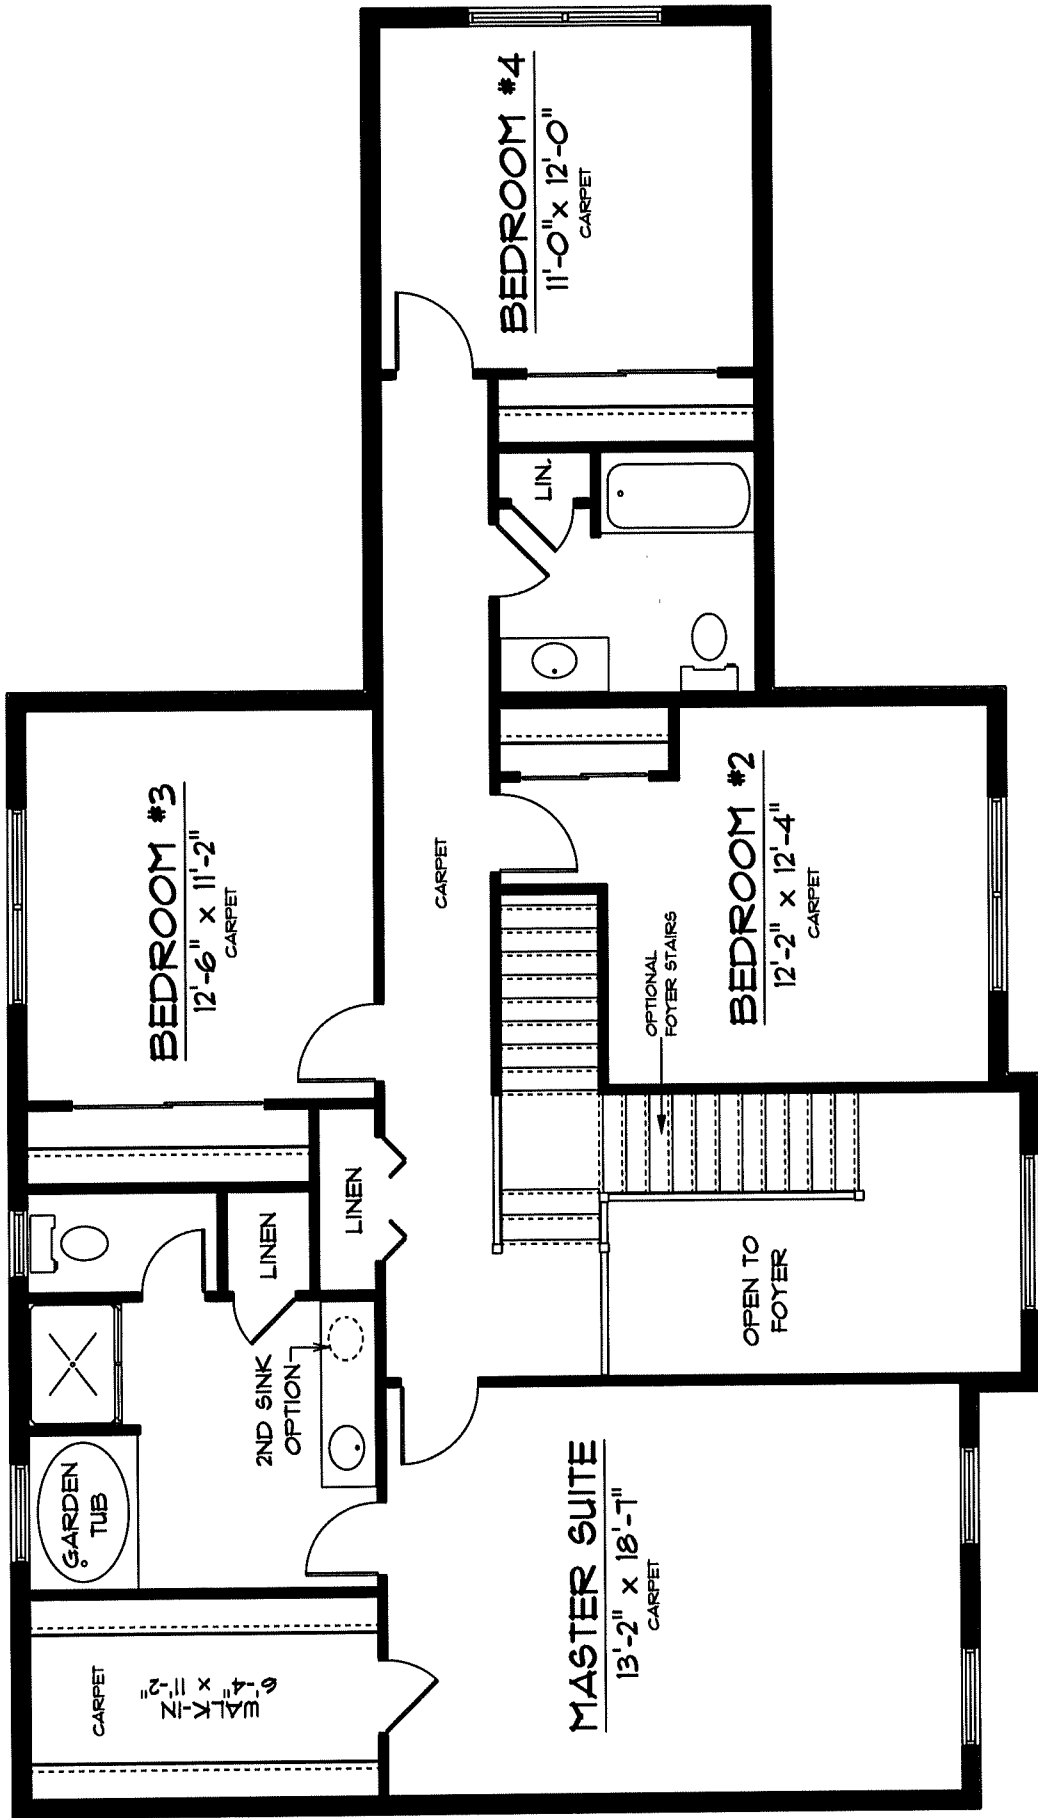 BEDROOM #4
11'-0" x 12'-0"
CARPET
LIN.
BEDROOM #3
12'-6" x 11'-2"
CARPET
CARPET
BEDROOM #2
12'-2" x 12'-4"
CARPET
OPTIONAL
FOYER STAIRS
LINEN
LINEN
2ND SINK
OPTION
OPEN TO
FOYER
GARDEN
TUB
MASTER SUITE
13'-2" x 18'-7"
CARPET
CARPET
WALK-IN
6'-4" x 11'-2"